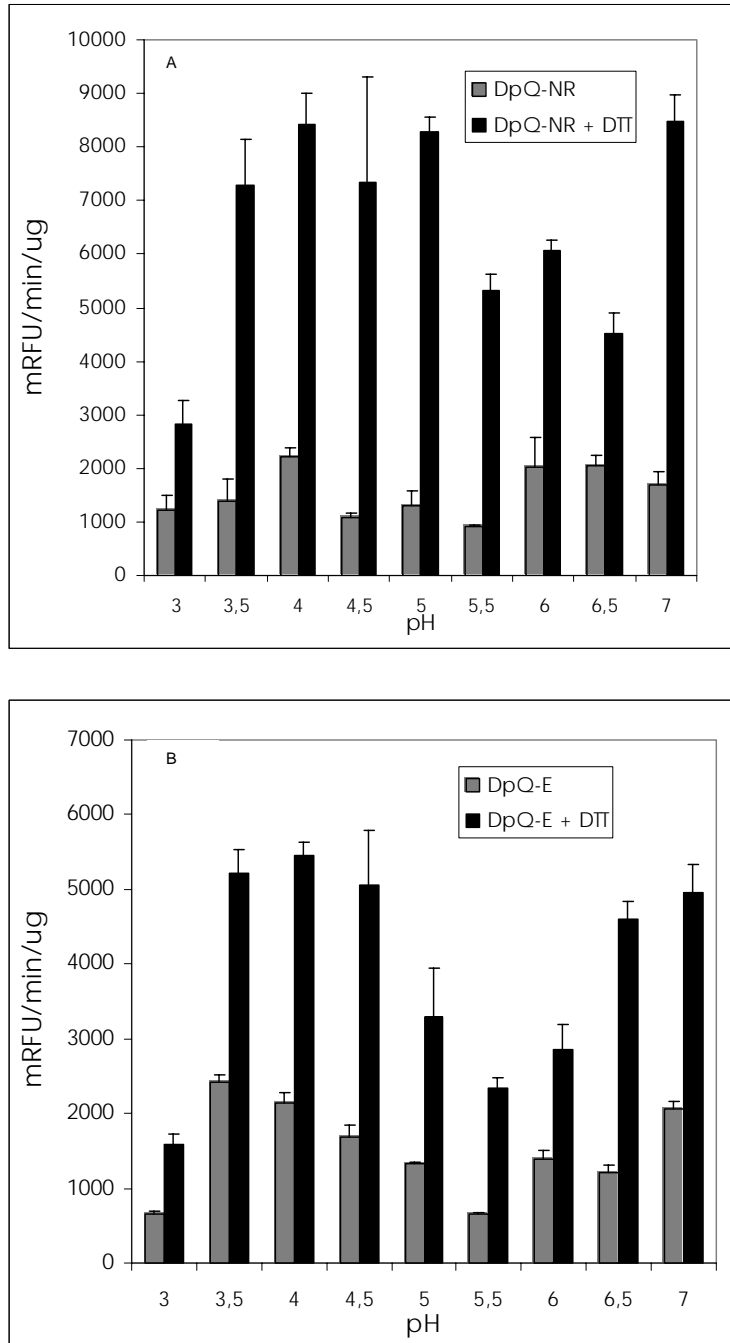 A
10000
9000
8000
7000
6000
5000
4000
3000
2000
1000
0
mRFU/min/ug
DpQ-NR
DpQ-NR + DTT
3 3,5 4 4,5 5 5,5 6 6,5 7
pH
B
7000
6000
5000
4000
3000
2000
1000
0
mRFU/min/ug
DpQ-E
DpQ-E + DTT
3 3,5 4 4,5 5 5,5 6 6,5 7
pH